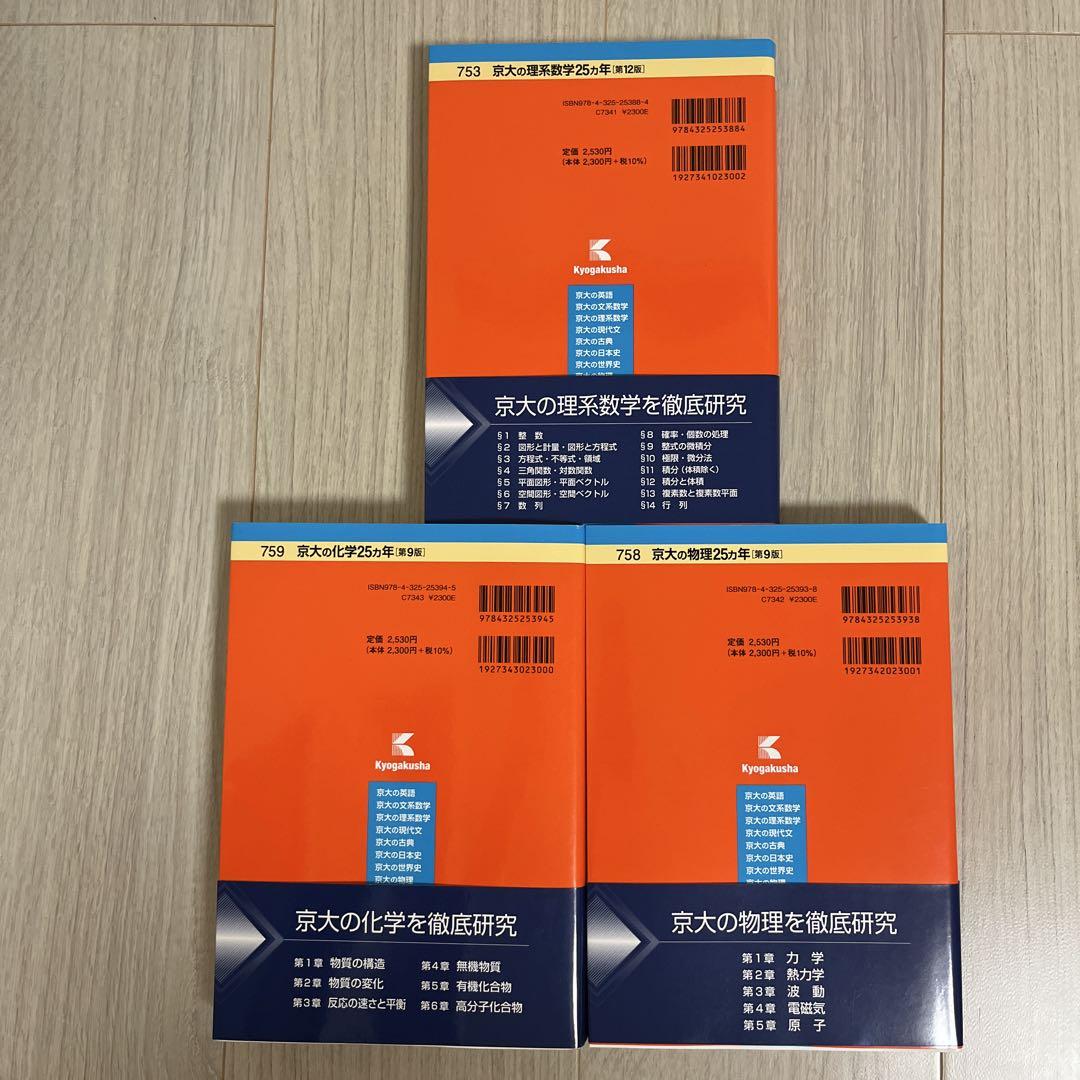 753 京大の理系数学25カ年[第12版]
ISBN978-4-325-25388-4
C7341 ¥2300E
9784325253884
定価 2,530円
(本体 2,300円+税10%)
1927341023002
Kyogakusha
京大の英語
京大の文系数学
京大の理系数学
京大の現代文
京大の古典
京大の日本史
京大の世界史
京大の物理
京大の理系数学を徹底研究
§1 整 数
§2 図形と計量・図形と方程式
§3 方程式・不等式・領域
§4 三角関数・対数関数
§5 平面図形・平面ベクトル
§6 空間図形・空間ベクトル
§7 数 列
§8 確率・個数の処理
§9 整式の微積分
§10 極限・微分法
§11 積分(体積除く)
§12 積分と体積
§13 複素数と複素数平面
§14 行 列
759 京大の化学25カ年[第9版]
ISBN978-4-325-25394-5
C7343 ¥2300E
9784325253945
定価 2,530円
(本体 2,300円+税10%)
1927343023000
Kyogakusha
京大の英語
京大の文系数学
京大の理系数学
京大の現代文
京大の古典
京大の日本史
京大の世界史
京大の物理
京大の化学を徹底研究
第1章 物質の構造
第2章 物質の変化
第3章 反応の速さと平衡
第4章 無機物質
第5章 有機化合物
第6章 高分子化合物
758 京大の物理25カ年[第9版]
ISBN978-4-325-25393-8
C7342 ¥2300E
9784325253938
定価 2,530円
(本体 2,300円+税10%)
1927342023001
Kyogakusha
京大の英語
京大の文系数学
京大の理系数学
京大の現代文
京大の古典
京大の日本史
京大の世界史
京大の物理
京大の物理を徹底研究
第1章 力 学
第2章 熱力学
第3章 波 動
第4章 電磁気
第5章 原 子